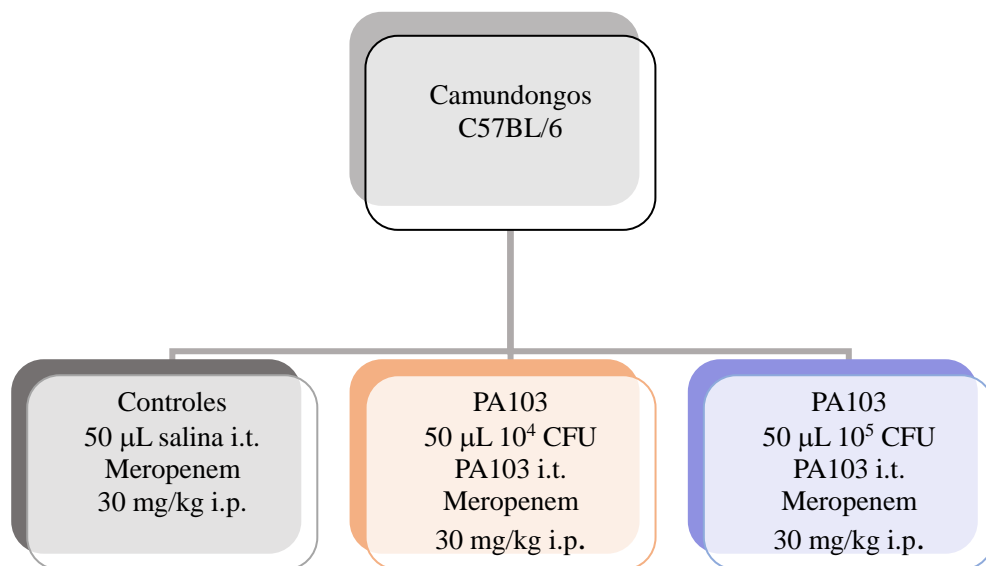 Camundongos
C57BL/6
Controles
50 μL salina i.t.
Meropenem
30 mg/kg i.p.
PA103
50 μL 10⁴ CFU
PA103 i.t.
Meropenem
30 mg/kg i.p.
PA103
50 μL 10⁵ CFU
PA103 i.t.
Meropenem
30 mg/kg i.p.